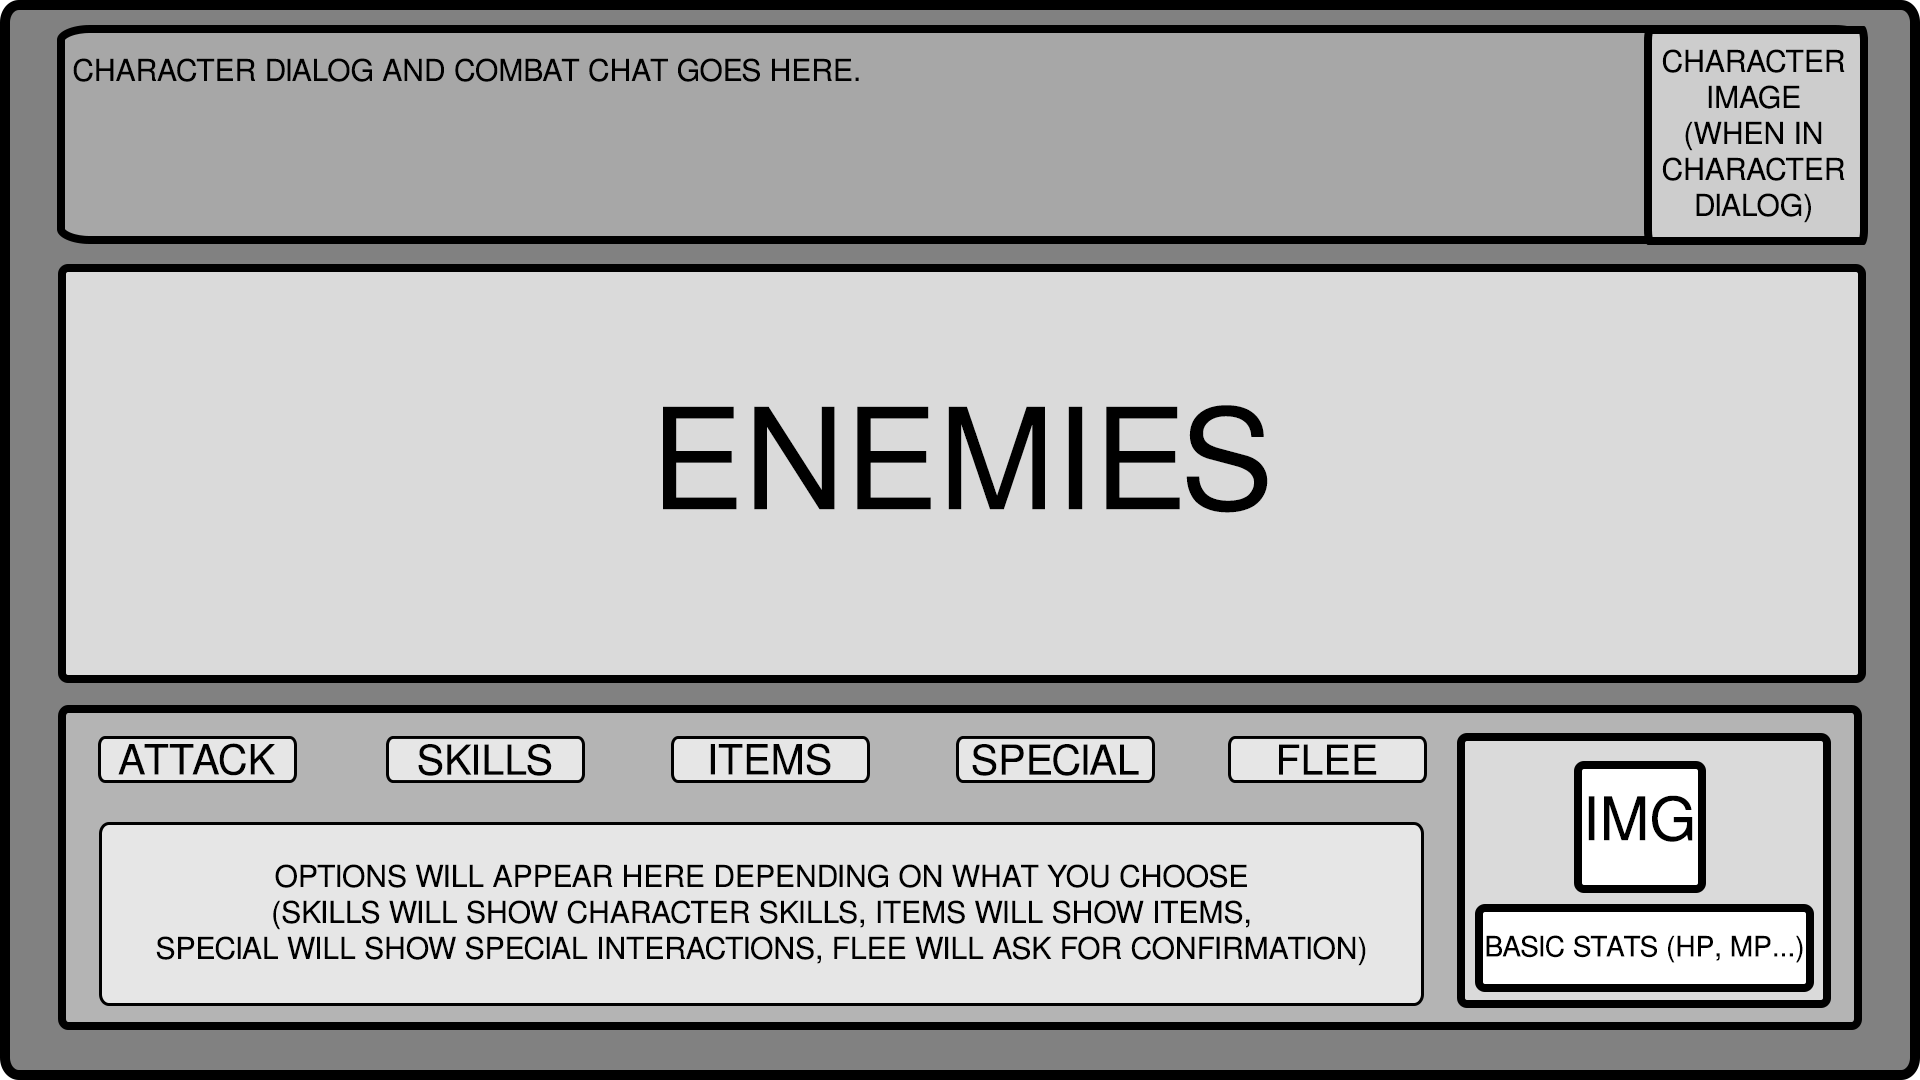 CHARACTER DIALOG AND COMBAT CHAT GOES HERE.
CHARACTER
IMAGE
(WHEN IN
CHARACTER
DIALOG)
ENEMIES
ATTACK
SKILLS
ITEMS
SPECIAL
FLEE
OPTIONS WILL APPEAR HERE DEPENDING ON WHAT YOU CHOOSE
(SKILLS WILL SHOW CHARACTER SKILLS, ITEMS WILL SHOW ITEMS,
SPECIAL WILL SHOW SPECIAL INTERACTIONS, FLEE WILL ASK FOR CONFIRMATION)
IMG
BASIC STATS (HP, MP...)